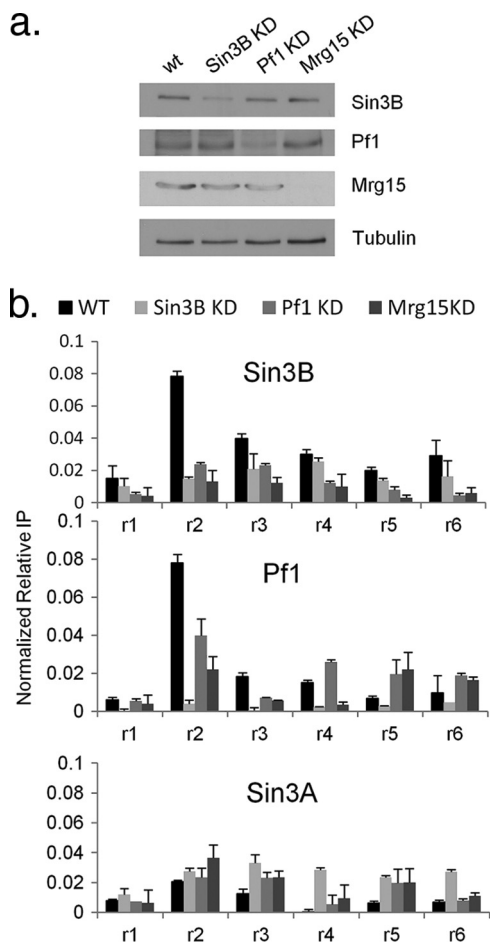 a.
wt Sin3B KD Pf1 KD Mrg15 KD
Sin3B
Pf1
Mrg15
Tubulin
b.
WT Sin3B KD Pf1 KD Mrg15KD
Normalized Relative IP
Sin3B
0.1
0.08
0.06
0.04
0.02
0
r1 r2 r3 r4 r5 r6
Pf1
0.1
0.08
0.06
0.04
0.02
0
r1 r2 r3 r4 r5 r6
Sin3A
0.1
0.08
0.06
0.04
0.02
0
r1 r2 r3 r4 r5 r6